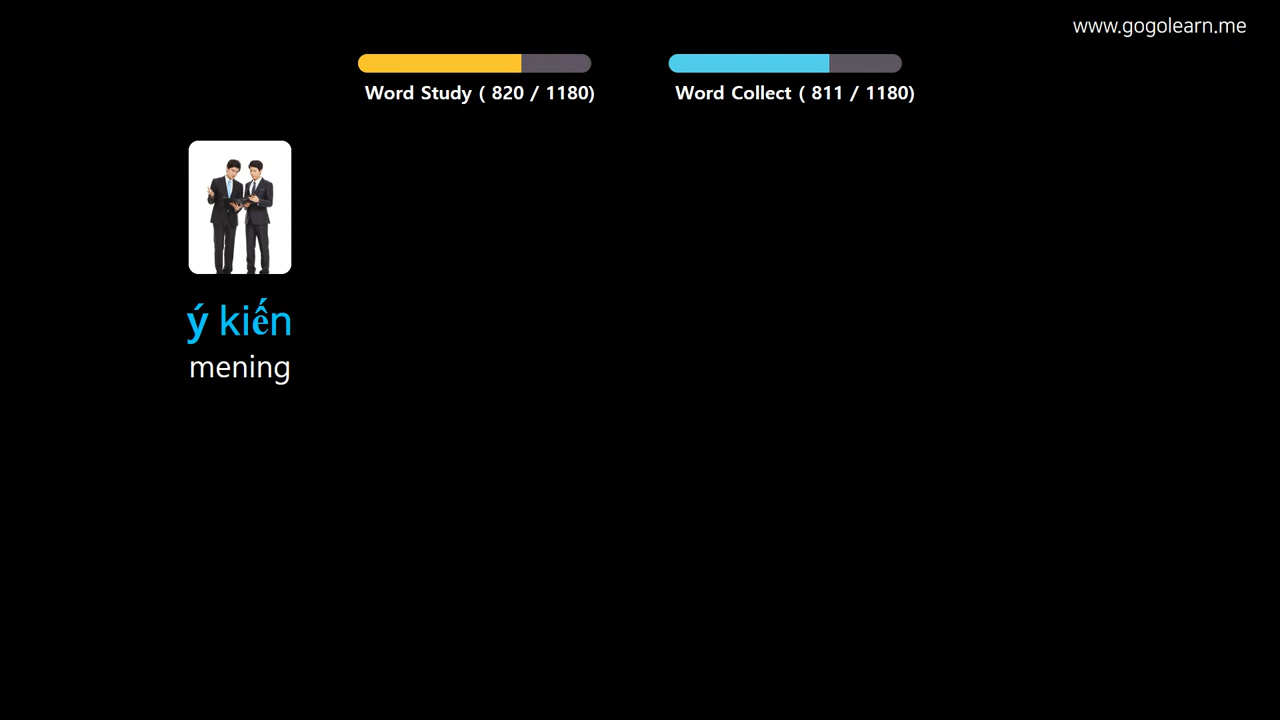 www.gogolearn.me
Word Study ( 820 / 1180)
Word Collect ( 811 / 1180)
ý kiến
mening